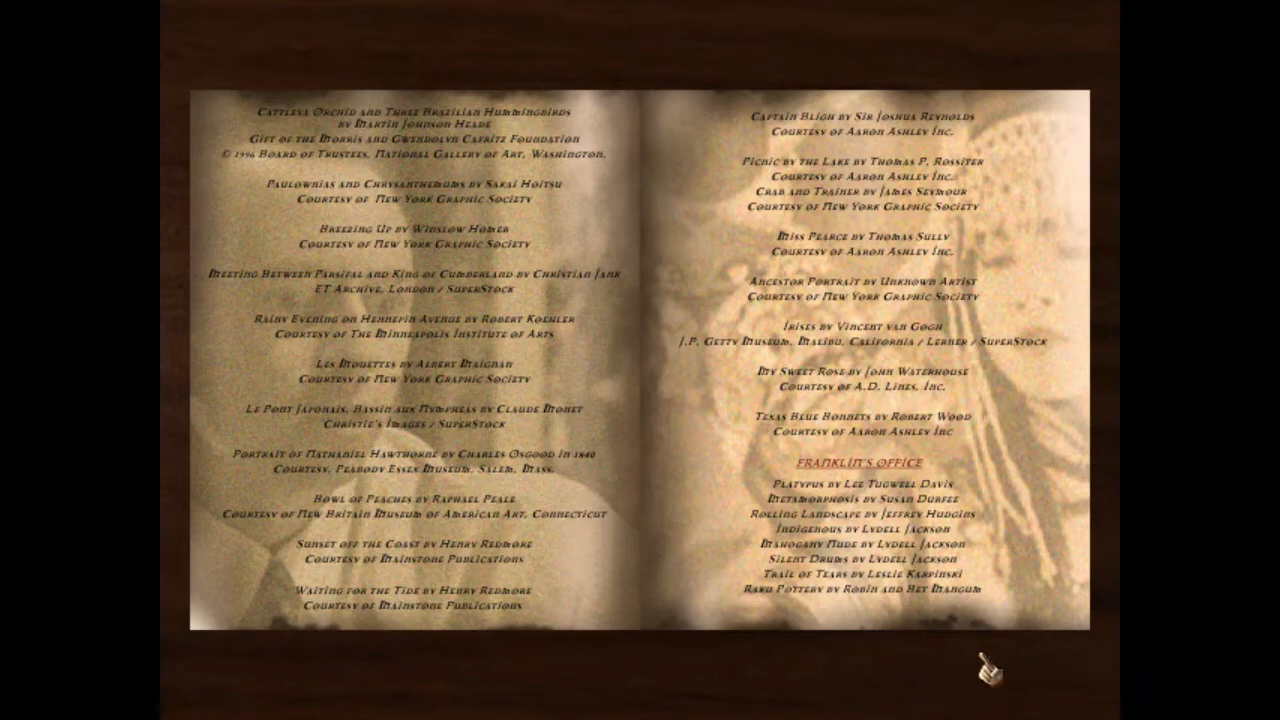 Cattleya Orchid and Three Brazilian Hummingbirds
by Martin Johnson Heade
Gift of the Morris and Gwendolyn Cafritz Foundation
© 1996 Board of Trustees, National Gallery of Art, Washington.
Paulownias and Chrysanthemums by Sakai Hoitsu
Courtesy of New York Graphic Society
Breezing Up by Winslow Homer
Courtesy of New York Graphic Society
Meeting Between Parsifal and King of Cumberland by Christian Jank
ET Archive, London / SuperStock
Rainy Evening on Hennepin Avenue by Robert Koehler
Courtesy of The Minneapolis Institute of Arts
Les Mouettes by Albert Maignan
Courtesy of New York Graphic Society
Le Pont Japonais, Bassin aux Nympheas by Claude Monet
Christie's Images / SuperStock
Portrait of Nathaniel Hawthorne by Charles Osgood in 1840
Courtesy, Peabody Essex Museum, Salem, Mass.
Bowl of Peaches by Raphael Peale
Courtesy of New Britain Museum of American Art, Connecticut
Sunset off the Coast by Henry Redmore
Courtesy of Mainstone Publications
Waiting for the Tide by Henry Redmore
Courtesy of Mainstone Publications
Captain Bligh by Sir Joshua Reynolds
Courtesy of Aaron Ashley Inc.
Picnic by the Lake by Thomas P. Rossiter
Courtesy of Aaron Ashley Inc.
Crab and Trainer by James Seymour
Courtesy of New York Graphic Society
Miss Pearce by Thomas Sully
Courtesy of Aaron Ashley Inc.
Ancestor Portrait by Unknown Artist
Courtesy of New York Graphic Society
Irises by Vincent van Gogh
J.P. Getty Museum, Malibu, California / Lerner / SuperStock
My Sweet Rose by John Waterhouse
Courtesy of A.D. Lines, Inc.
Texas Blue Bonnets by Robert Wood
Courtesy of Aaron Ashley Inc
FRANKLIN'S OFFICE
Platypus by Lee Tugwell Davis
Metamorphosis by Susan Durfee
Rolling Landscape by Jeffrey Hudgins
Indigenous by Lydell Jackson
Mahogany Nude by Lydell Jackson
Silent Drums by Lydell Jackson
Trail of Tears by Leslie Karpinski
Raku Pottery by Robin and Bet Mangum